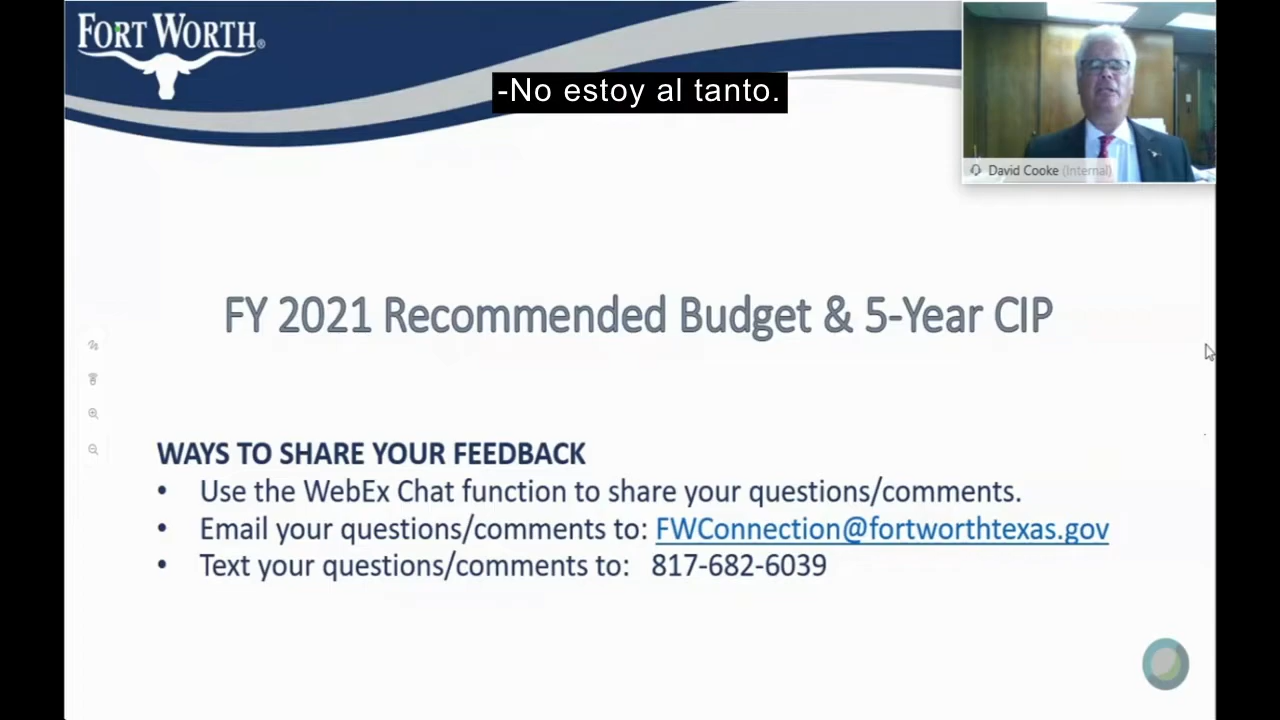 FORT WORTH®
-No estoy al tanto.
David Cooke (Internal)
FY 2021 Recommended Budget & 5-Year CIP
WAYS TO SHARE YOUR FEEDBACK
• Use the WebEx Chat function to share your questions/comments.
• Email your questions/comments to: FWConnection@fortworthtexas.gov
• Text your questions/comments to: 817-682-6039